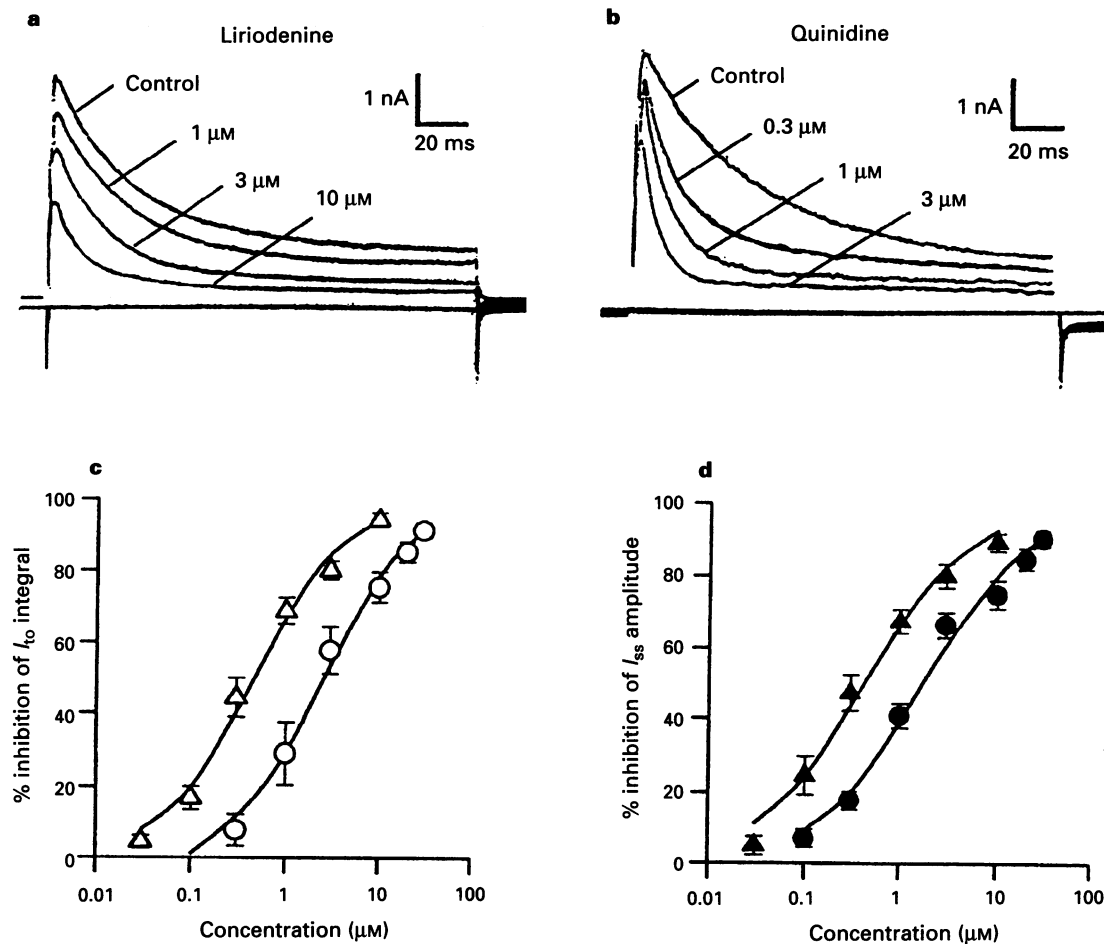 a
Liriodenine
Control
1 μM
3 μM
10 μM
1 nA
20 ms
b
Quinidine
Control
0.3 μM
1 μM
3 μM
1 nA
20 ms
c
% inhibition of Ito integral
100
80
60
40
20
0
0.01
0.1
1
10
100
Concentration (μM)
d
% inhibition of Iss amplitude
100
80
60
40
20
0
0.01
0.1
1
10
100
Concentration (μM)